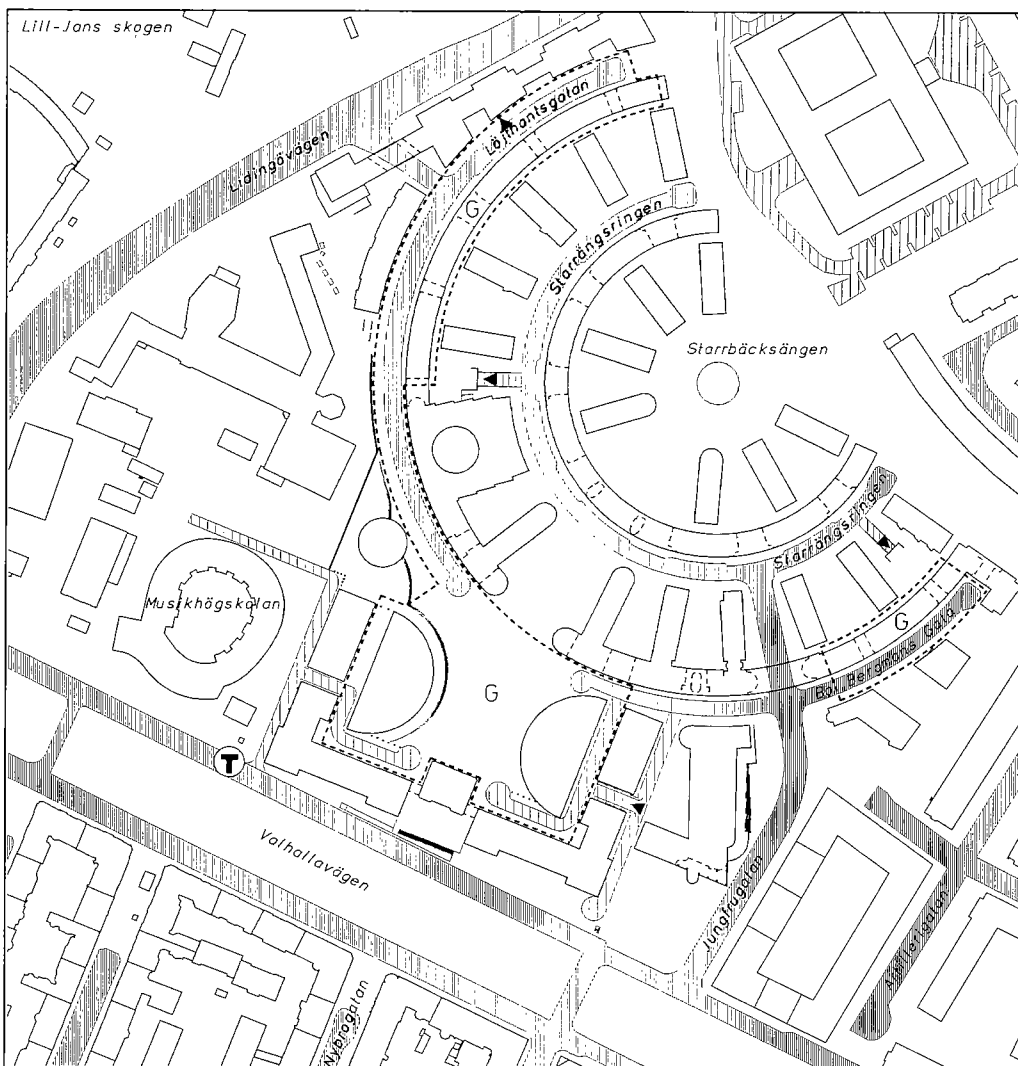 Lill-Jans skogen
Lidingövägen
Löjtnantsgatan
G
Starrängsringen
Starrbäcksängen
Starrängsringen
Musikhögskolan
G
Bo Bergmans Gata
G
T
Valhallavägen
Jungfrugatan
Artillerigatan
Nybrogatan